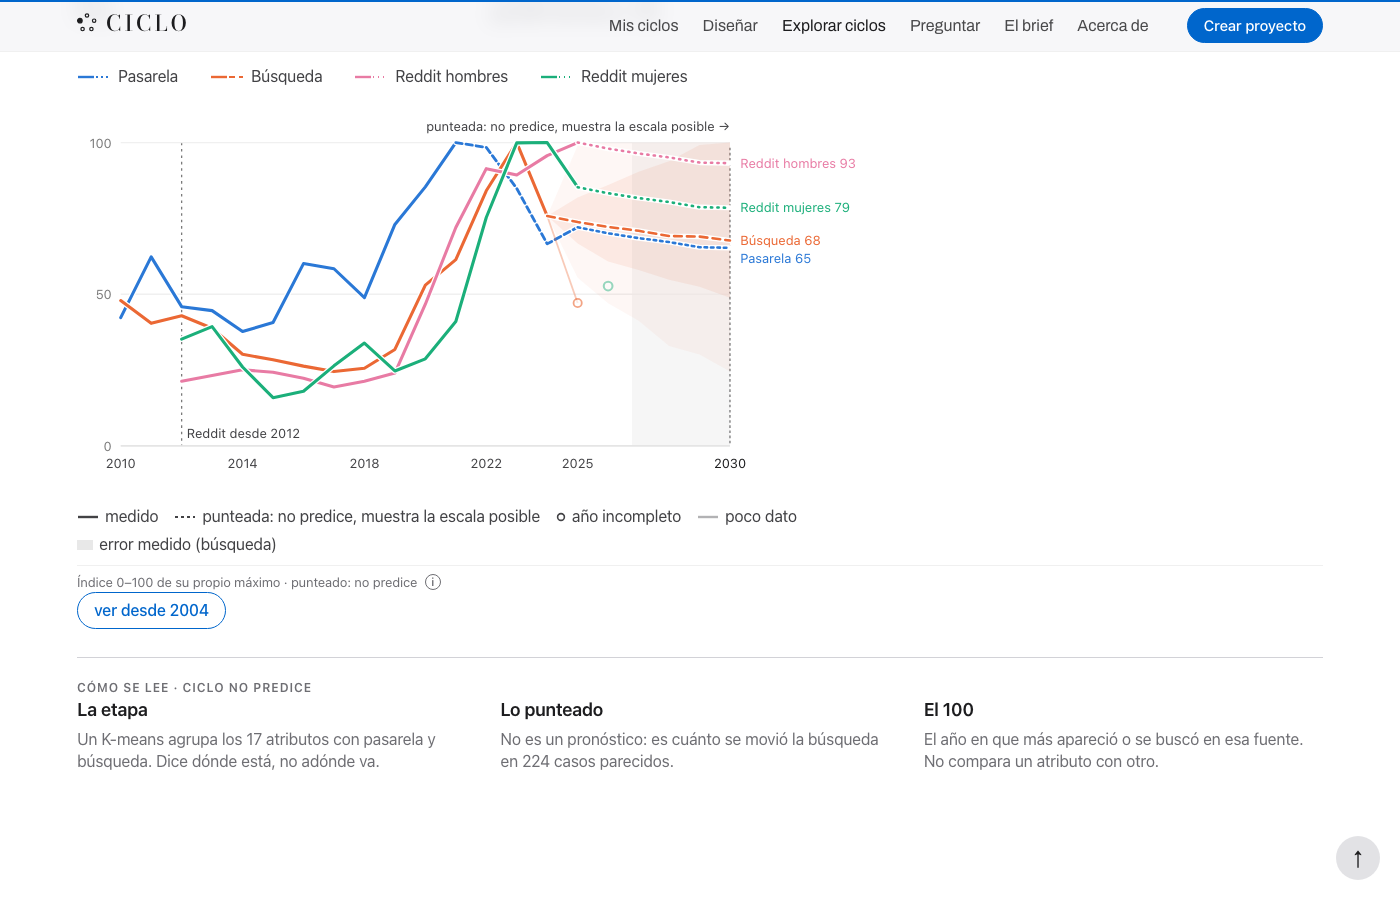 CICLO
Mis ciclos
Diseñar
Explorar ciclos
Preguntar
El brief
Acerca de
Crear proyecto
Pasarela
Búsqueda
Reddit hombres
Reddit mujeres
punteada: no predice, muestra la escala posible →
100
50
0
Reddit hombres 93
Reddit mujeres 79
Búsqueda 68
Pasarela 65
Reddit desde 2012
2010
2014
2018
2022
2025
2030
medido
punteada: no predice, muestra la escala posible
año incompleto
poco dato
error medido (búsqueda)
Índice 0–100 de su propio máximo · punteado: no predice
ver desde 2004
CÓMO SE LEE · CICLO NO PREDICE
La etapa
Un K-means agrupa los 17 atributos con pasarela y
búsqueda. Dice dónde está, no adónde va.
Lo punteado
No es un pronóstico: es cuánto se movió la búsqueda
en 224 casos parecidos.
El 100
El año en que más apareció o se buscó en esa fuente.
No compara un atributo con otro.